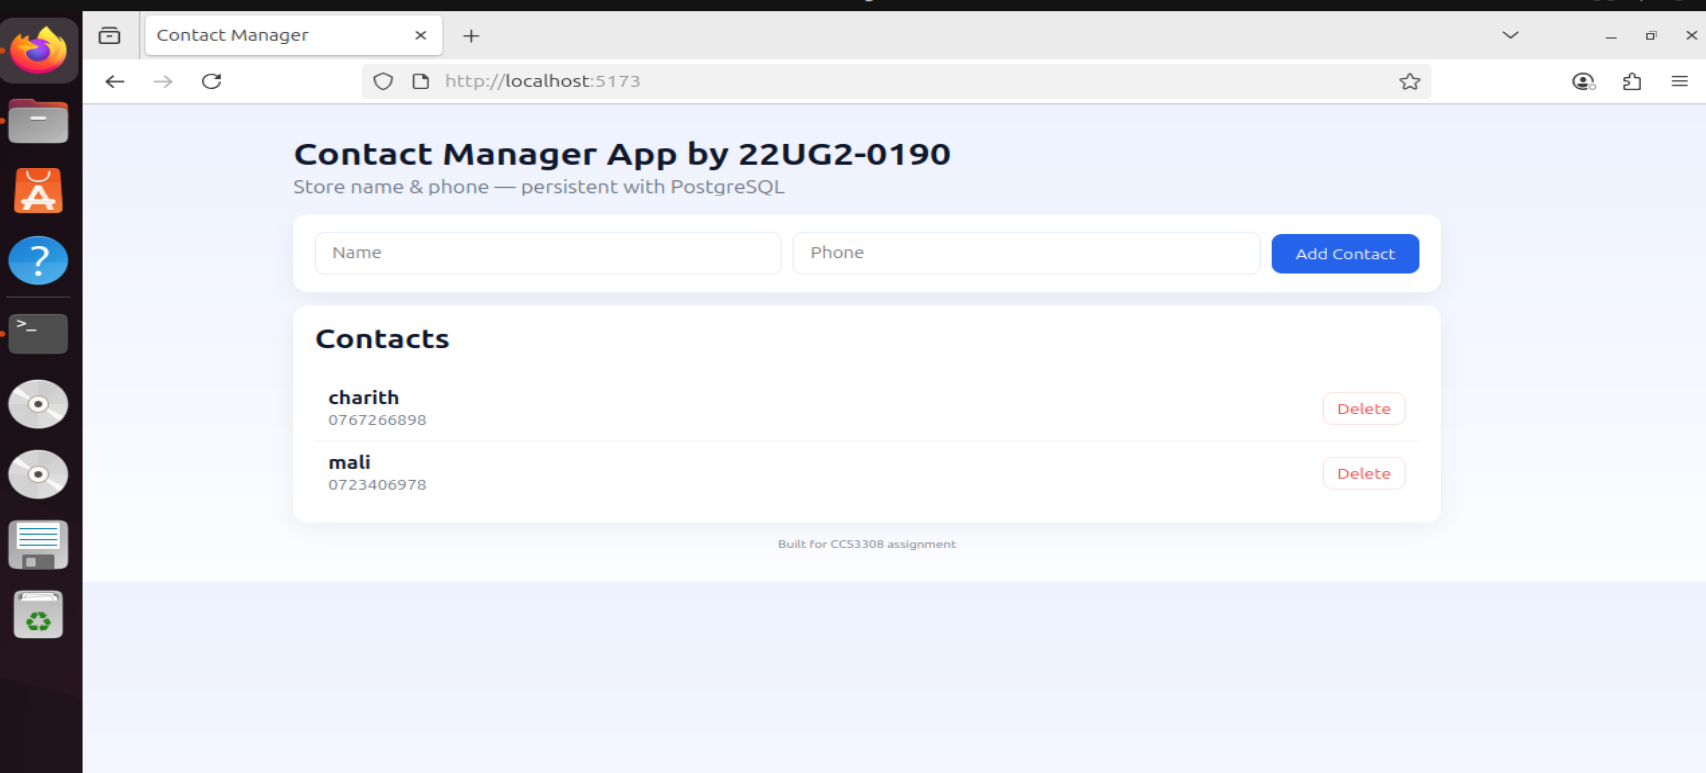 Contact Manager
http://localhost:5173
Contact Manager App by 22UG2-0190
Store name & phone — persistent with PostgreSQL
Name
Phone
Add Contact
Contacts
charith
0767266898
Delete
mali
0723406978
Delete
Built for CCS3308 assignment